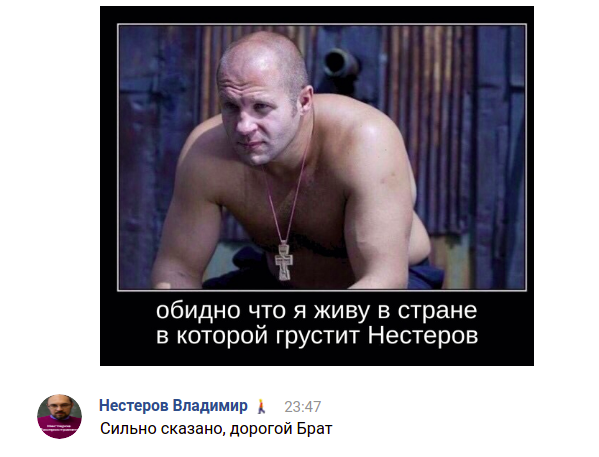 обидно что я живу в стране
в которой грустит Нестеров
Нестеров Владимир 23:47
Сильно сказано, дорогой Брат